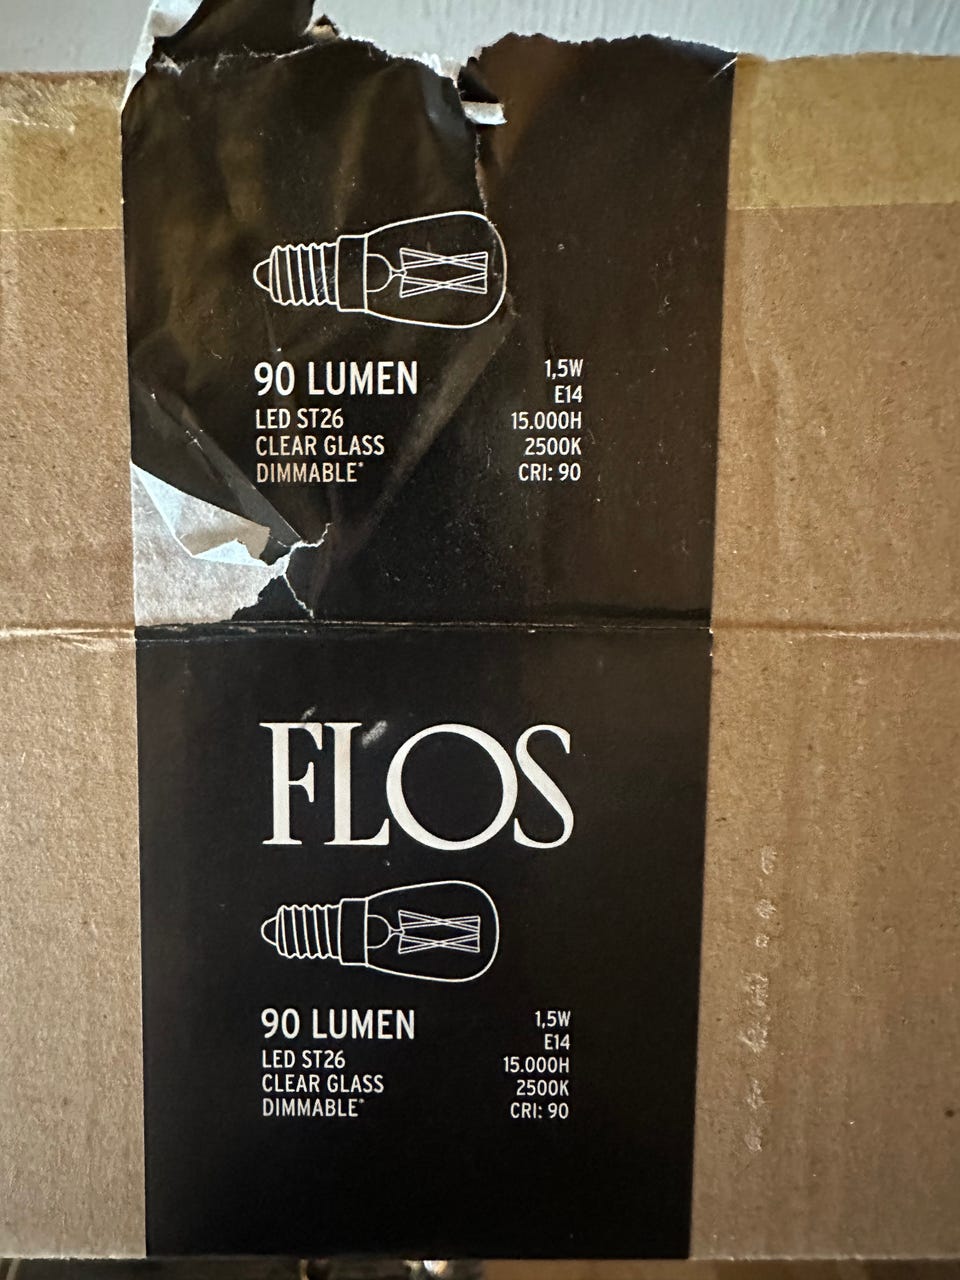 90 LUMEN
LED ST26
CLEAR GLASS
DIMMABLE*
1,5W
E14
15.000H
2500K
CRI: 90
FLOS
90 LUMEN
LED ST26
CLEAR GLASS
DIMMABLE*
1,5W
E14
15.000H
2500K
CRI: 90